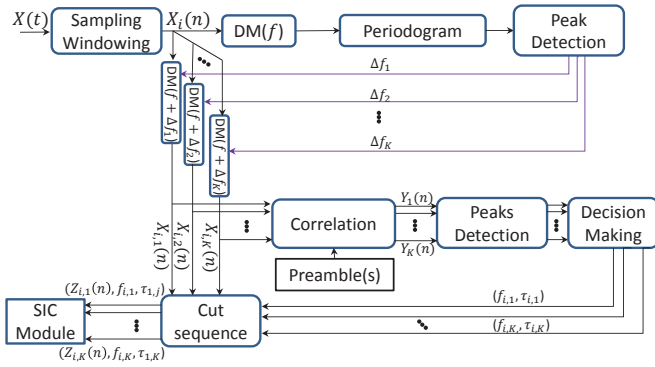 X(t)
Sampling
Windowing
X_i(n)
DM(f)
Periodogram
Peak
Detection
Δf_1
Δf_2
Δf_K
DM(f + Δf_1)
DM(f + Δf_2)
DM(f + Δf_K)
X_{i,1}(n)
X_{i,2}(n)
X_{i,K}(n)
Correlation
Preamble(s)
Y_1(n)
Y_K(n)
Peaks
Detection
Decision
Making
(f_{i,1}, τ_{i,1})
(f_{i,K}, τ_{i,K})
Cut
sequence
(Z_{i,1}(n), f_{i,1}, τ_{1,j})
SIC
Module
(Z_{i,K}(n), f_{i,K}, τ_{1,K})